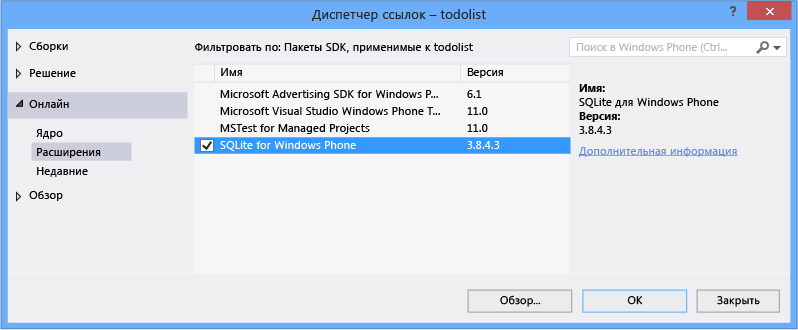 Диспетчер ссылок – todolist
?
Сборки
Решение
Онлайн
Ядро
Расширения
Недавние
Обзор
Фильтровать по: Пакеты SDK, применимые к todolist
Поиск в Windows Phone (Ctrl...
Имя Версия
Microsoft Advertising SDK for Windows P... 6.1
Microsoft Visual Studio Windows Phone T... 11.0
MSTest for Managed Projects 11.0
SQLite for Windows Phone 3.8.4.3
Имя:
SQLite для Windows Phone
Версия:
3.8.4.3
Дополнительная информация
Обзор... ОК Закрыть